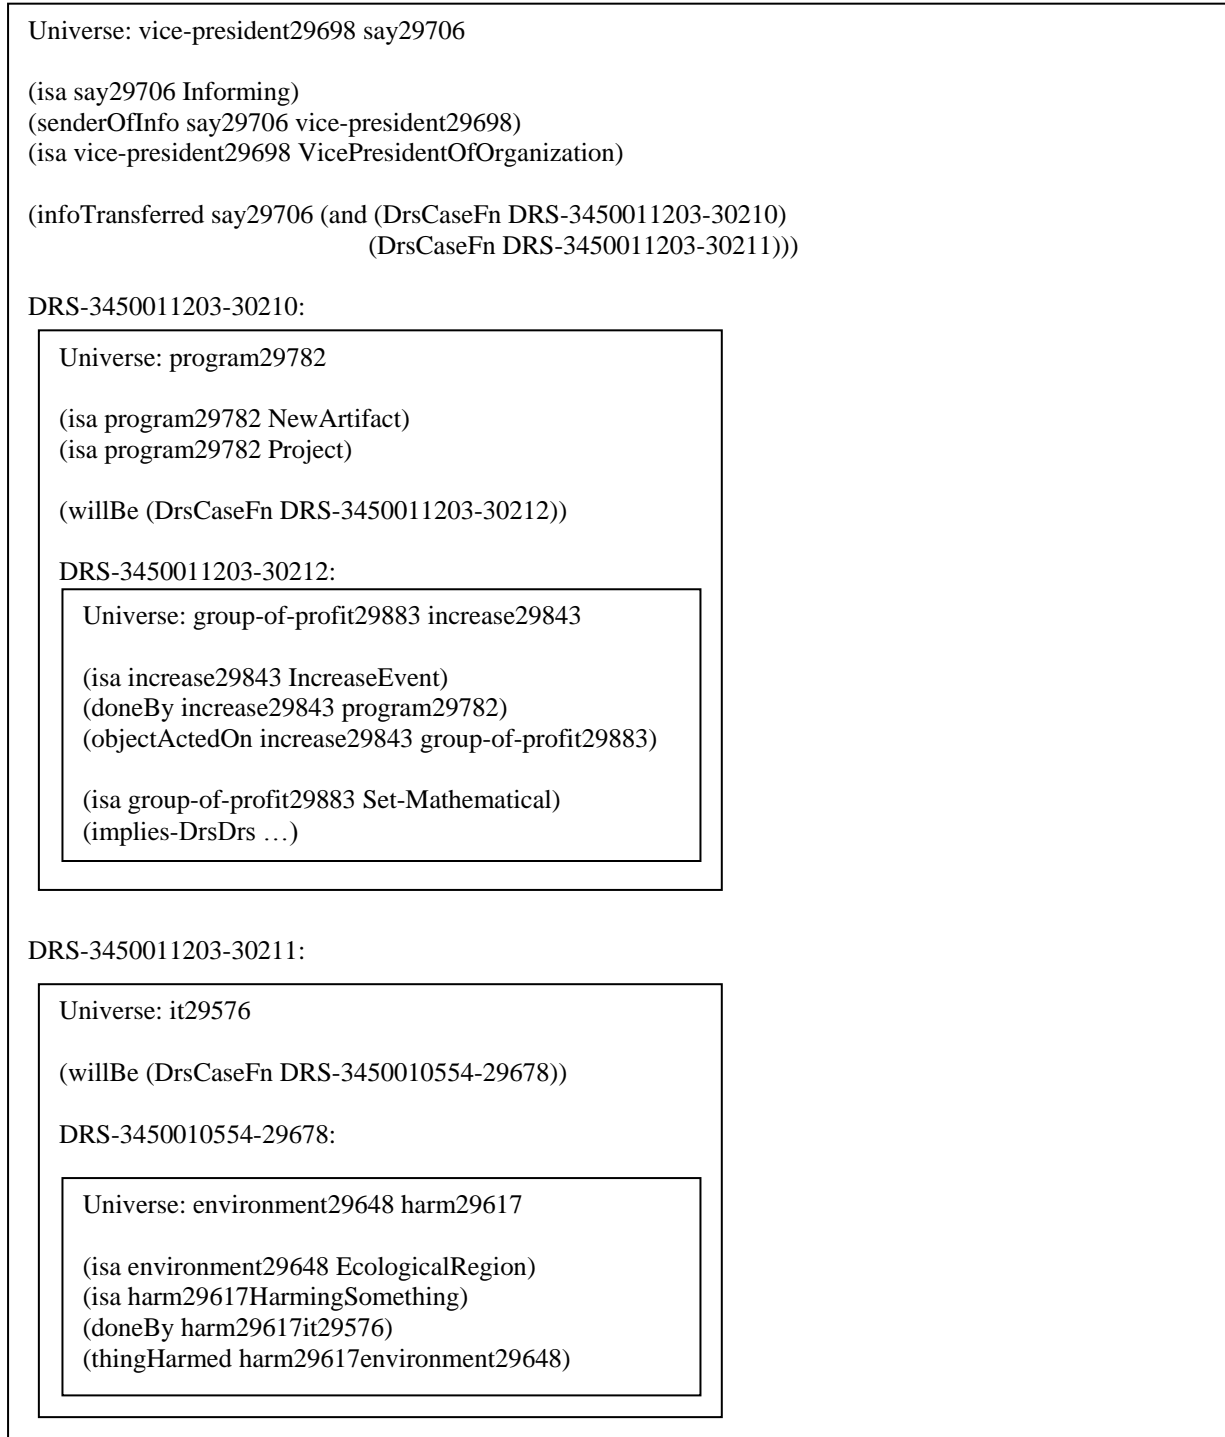 Universe: vice-president29698 say29706
(isa say29706 Informing)
(senderOfInfo say29706 vice-president29698)
(isa vice-president29698 VicePresidentOfOrganization)
(infoTransferred say29706 (and (DrsCaseFn DRS-3450011203-30210)
(DrsCaseFn DRS-3450011203-30211)))
DRS-3450011203-30210:
Universe: program29782
(isa program29782 NewArtifact)
(isa program29782 Project)
(willBe (DrsCaseFn DRS-3450011203-30212))
DRS-3450011203-30212:
Universe: group-of-profit29883 increase29843
(isa increase29843 IncreaseEvent)
(doneBy increase29843 program29782)
(objectActedOn increase29843 group-of-profit29883)
(isa group-of-profit29883 Set-Mathematical)
(implies-DrsDrs …)
DRS-3450011203-30211:
Universe: it29576
(willBe (DrsCaseFn DRS-3450010554-29678))
DRS-3450010554-29678:
Universe: environment29648 harm29617
(isa environment29648 EcologicalRegion)
(isa harm29617HarmingSomething)
(doneBy harm29617it29576)
(thingHarmed harm29617environment29648)